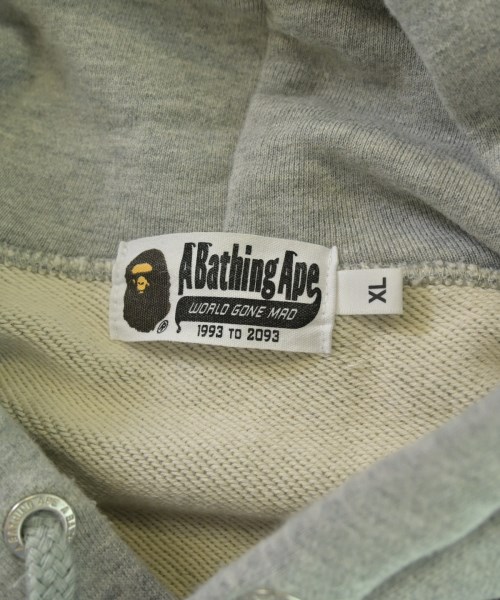 A Bathing Ape
WORLD GONE MAD
1993 TO 2093
®
XL